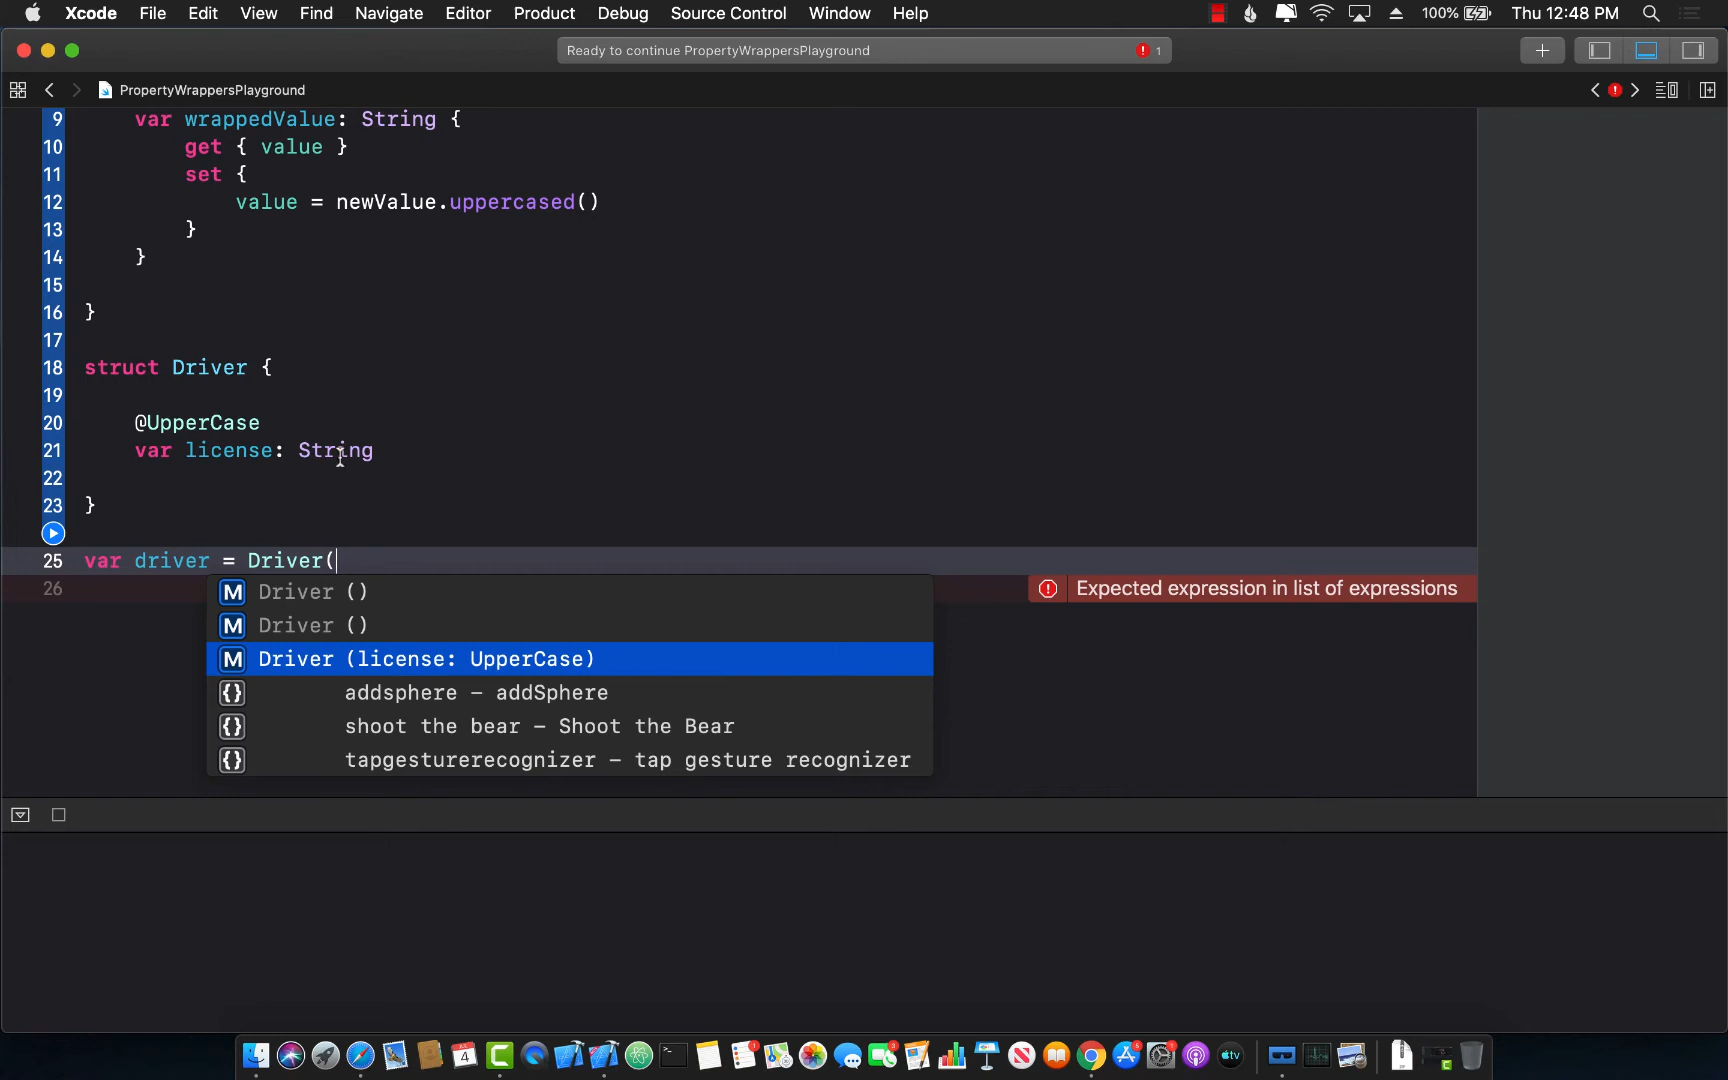 Xcode File Edit View Find Navigate Editor Product Debug Source Control Window Help 100% Thu 12:48 PM
Ready to continue PropertyWrappersPlayground 1
PropertyWrappersPlayground
9 var wrappedValue: String {
10 get { value }
11 set {
12 value = newValue.uppercased()
13 }
14 }
15
16 }
17
18 struct Driver {
19
20 @UpperCase
21 var license: String
22
23 }
25 var driver = Driver(
26 Expected expression in list of expressions
M Driver ()
M Driver ()
M Driver (license: UpperCase)
{} addsphere – addSphere
{} shoot the bear – Shoot the Bear
{} tapgesturerecognizer – tap gesture recognizer